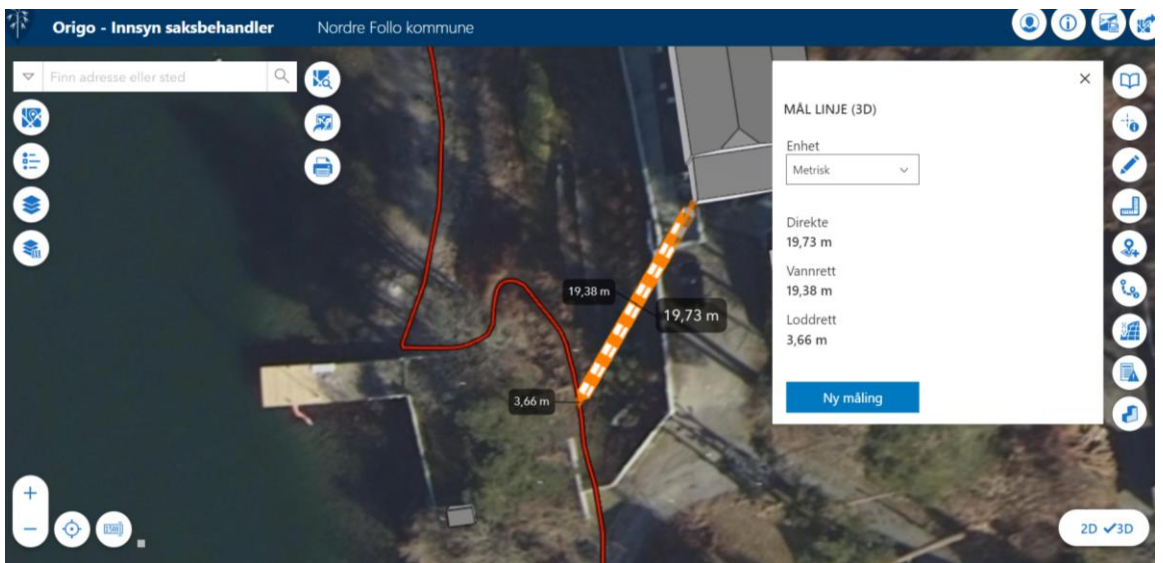 Origo - Innsyn saksbehandler
Nordre Follo kommune
Finn adresse eller sted
MÅL LINJE (3D)
Enhet
Metrisk
Direkte
19,73 m
Vannrett
19,38 m
Loddrett
3,66 m
Ny måling
19,38 m
19,73 m
3,66 m
2D ✓3D